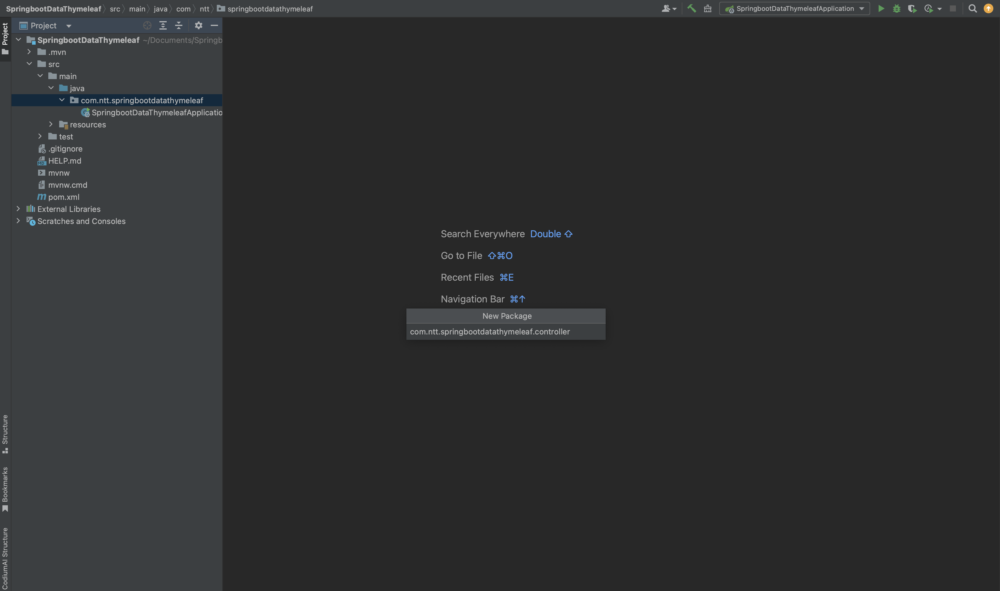 SpringbootDataThymeleaf src main java com ntt springbootdatathymeleaf
SpringbootDataThymeleafApplication
Project
Project
SpringbootDataThymeleaf ~/Documents/Springb
.mvn
src
main
java
com.ntt.springbootdatathymeleaf
SpringbootDataThymeleafApplicatio
resources
test
.gitignore
HELP.md
mvnw
mvnw.cmd
pom.xml
External Libraries
Scratches and Consoles
Search Everywhere Double ⇧
Go to File ⇧⌘O
Recent Files ⌘E
Navigation Bar ⌘↑
New Package
com.ntt.springbootdatathymeleaf.controller
Structure
Bookmarks
CodiumAI Structure